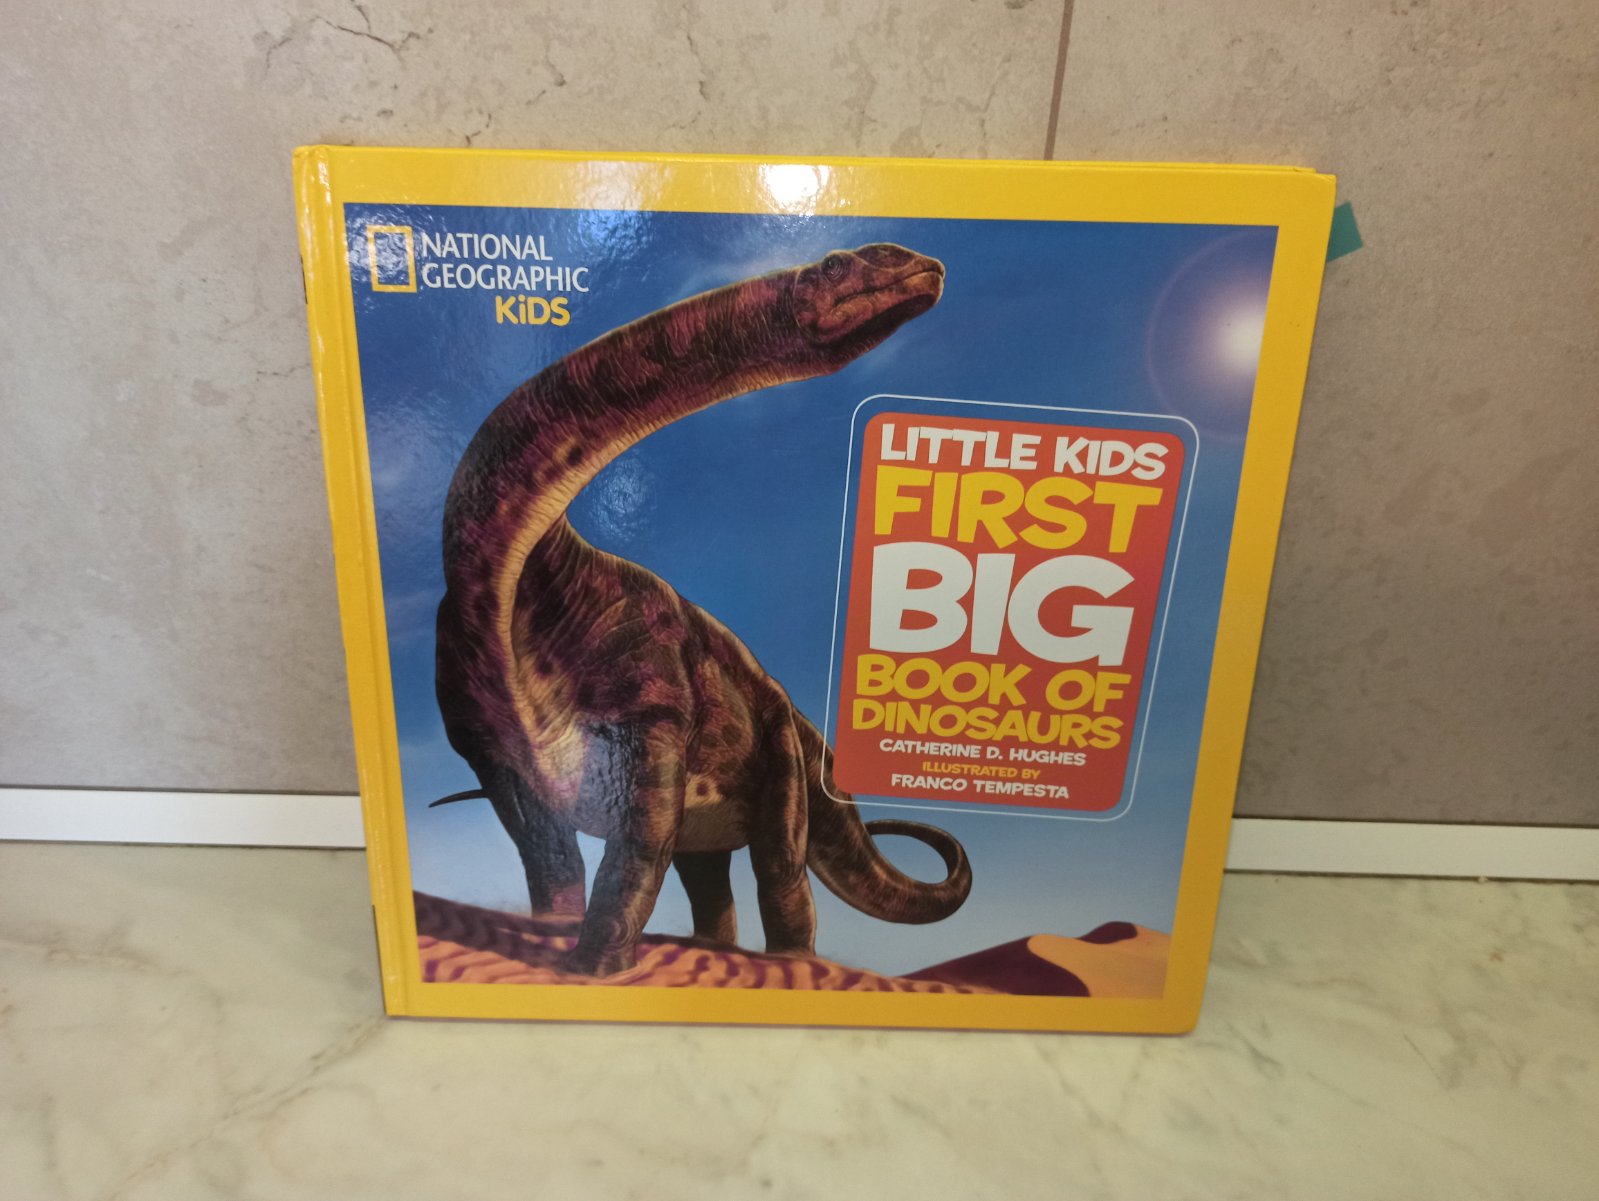 NATIONAL
GEOGRAPHIC
KiDS
LITTLE KIDS
FIRST
BIG
BOOK OF
DINOSAURS
CATHERINE D. HUGHES
ILLUSTRATED BY
FRANCO TEMPESTA